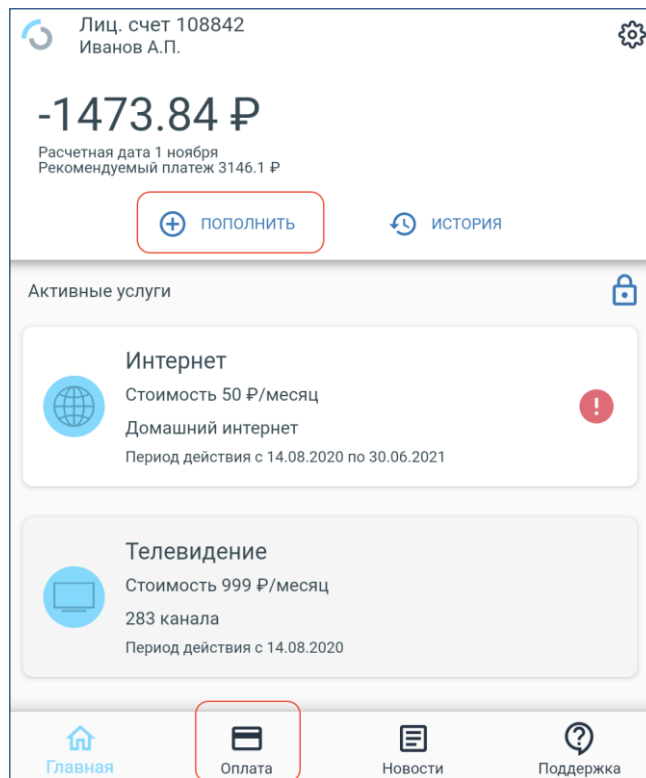 Лиц. счет 108842
Иванов А.П.
-1473.84 ₽
Расчетная дата 1 ноября
Рекомендуемый платеж 3146.1 ₽
ПОПОЛНИТЬ
ИСТОРИЯ
Активные услуги
Интернет
Стоимость 50 ₽/месяц
Домашний интернет
Период действия с 14.08.2020 по 30.06.2021
Телевидение
Стоимость 999 ₽/месяц
283 канала
Период действия с 14.08.2020
Главная
Оплата
Новости
Поддержка